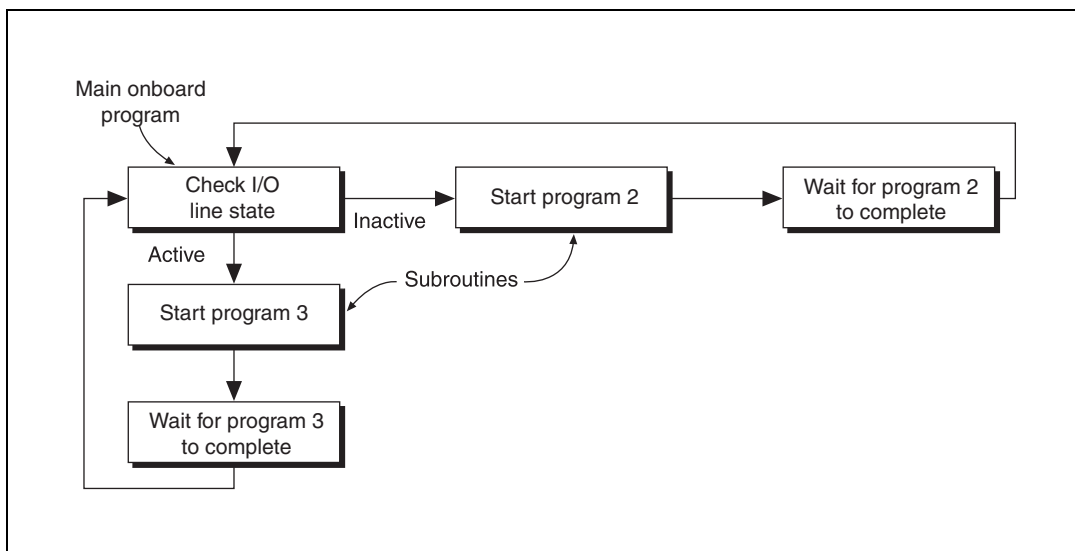 Main onboard
program
Check I/O
line state
Inactive
Start program 2
Wait for program 2
to complete
Active
Subroutines
Start program 3
Wait for program 3
to complete